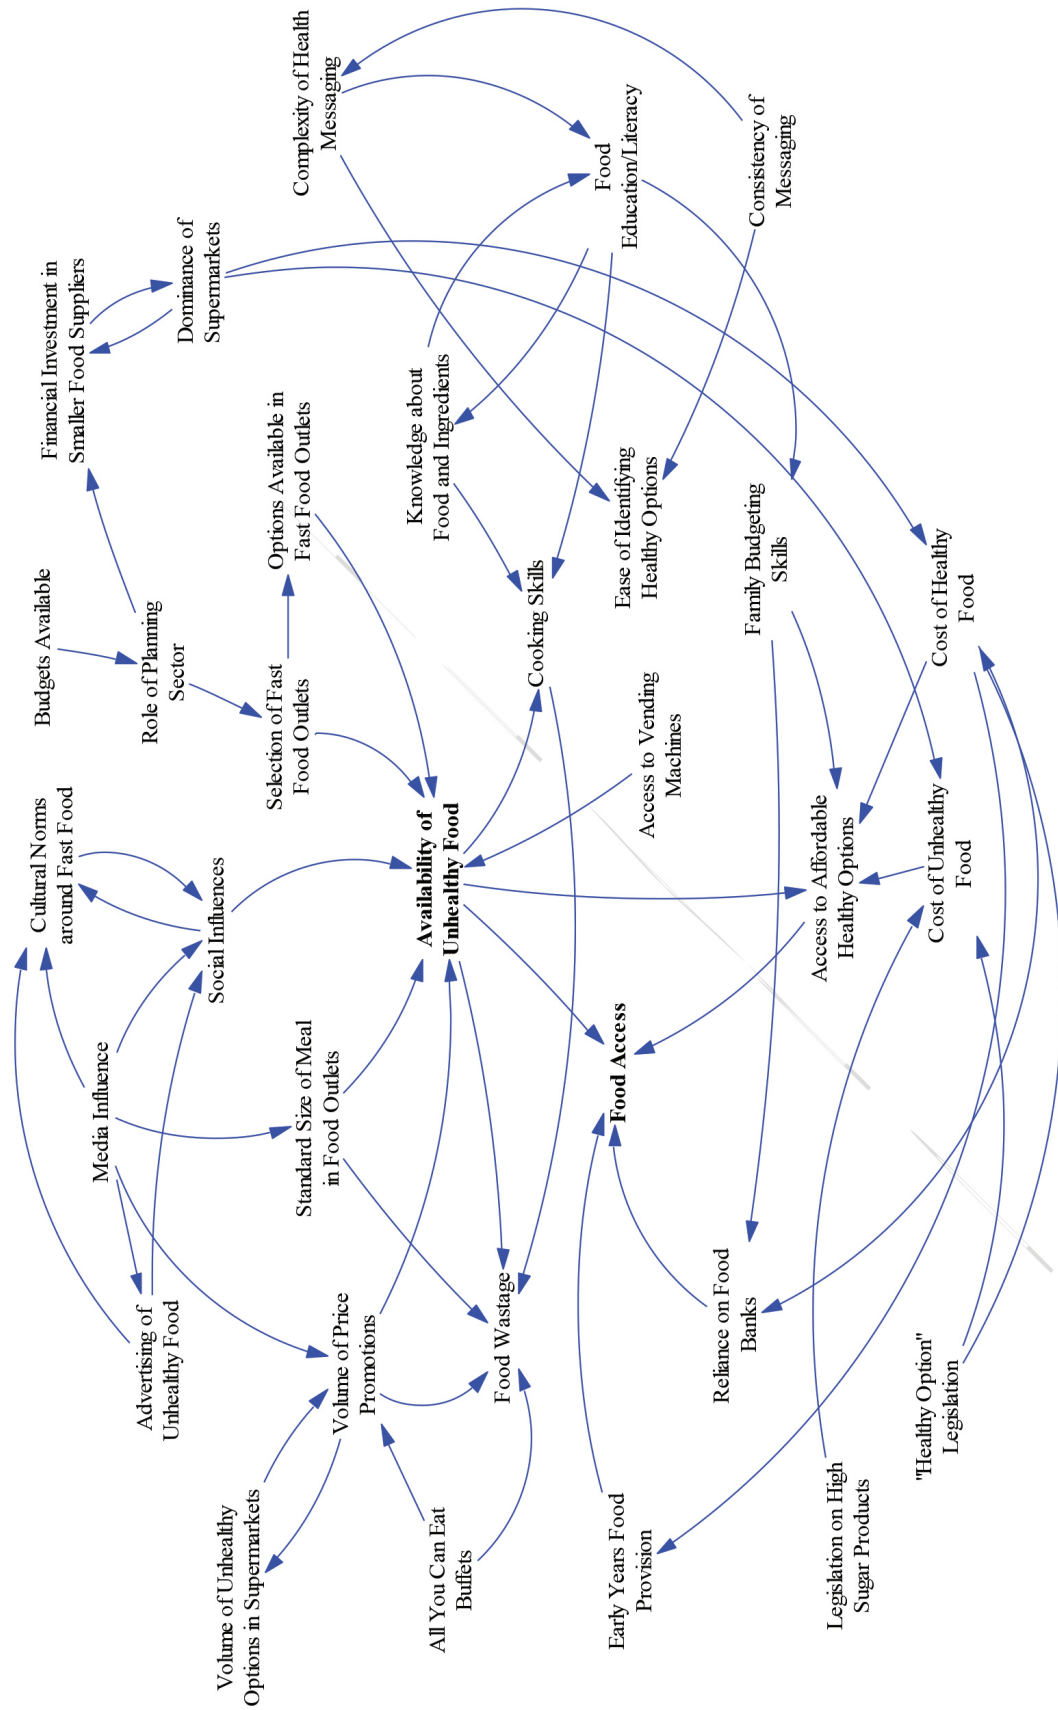 Cultural Norms
around Fast Food
Budgets Available
Financial Investment in
Smaller Food Suppliers
Media Influence
Advertising of
Unhealthy Food
Role of Planning
Sector
Dominance of
Supermarkets
Social Influences
Volume of Unhealthy
Options in Supermarkets
Selection of Fast
Food Outlets
Options Available in
Fast Food Outlets
Complexity of Health
Messaging
Standard Size of Meal
in Food Outlets
Volume of Price
Promotions
Availability of
Unhealthy Food
Knowledge about
Food and Ingredients
All You Can Eat
Buffets
Food Wastage
Cooking Skills
Food
Education/Literacy
Early Years Food
Provision
Food Access
Access to Vending
Machines
Ease of Identifying
Healthy Options
Reliance on Food
Banks
Family Budgeting
Skills
Consistency of
Messaging
Access to Affordable
Healthy Options
Legislation on High
Sugar Products
"Healthy Option"
Legislation
Cost of Unhealthy
Food
Cost of Healthy
Food